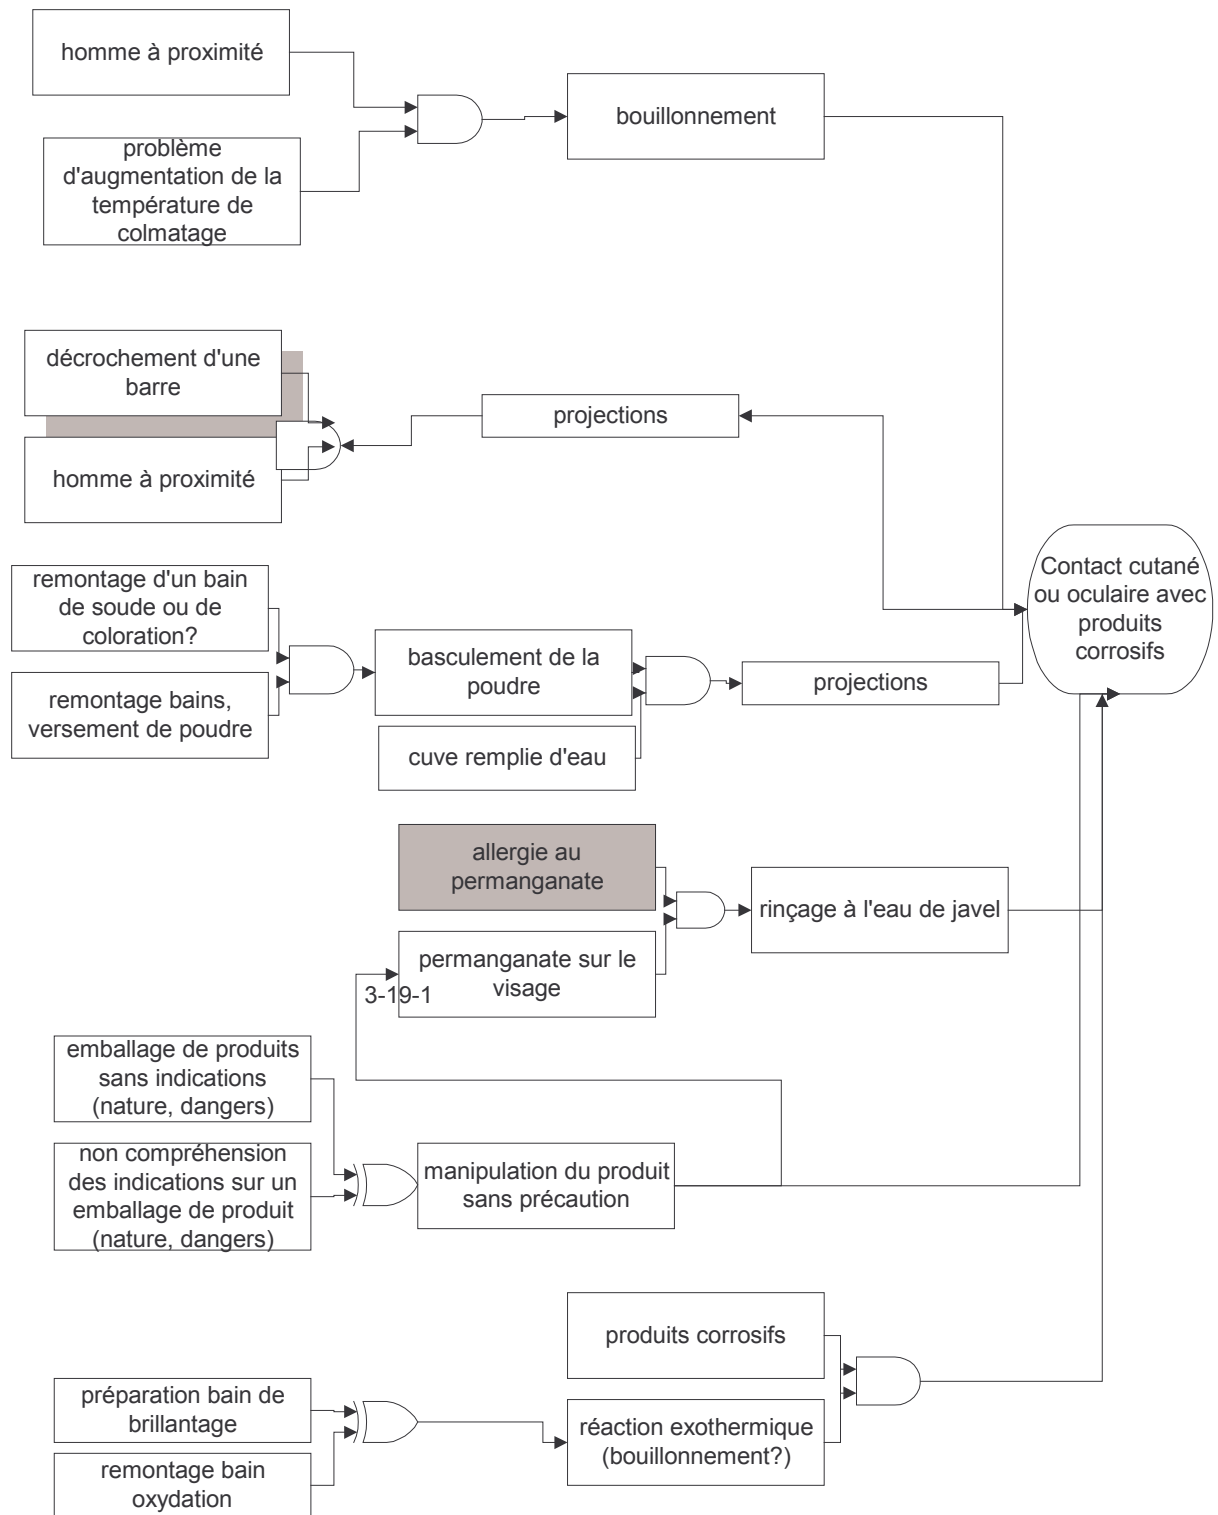 homme à proximité
bouillonnement
problème
d'augmentation de la
température de
colmatage
décrochement d'une
barre
projections
homme à proximité
Contact cutané
ou oculaire avec
produits
corrosifs
remontage d'un bain
de soude ou de
coloration?
basculement de la
poudre
projections
remontage bains,
versement de poudre
cuve remplie d'eau
allergie au
permanganate
rinçage à l'eau de javel
permanganate sur le
visage
3-19-1
emballage de produits
sans indications
(nature, dangers)
non compréhension
des indications sur un
emballage de produit
(nature, dangers)
manipulation du produit
sans précaution
produits corrosifs
préparation bain de
brillantage
réaction exothermique
(bouillonnement?)
remontage bain
oxydation